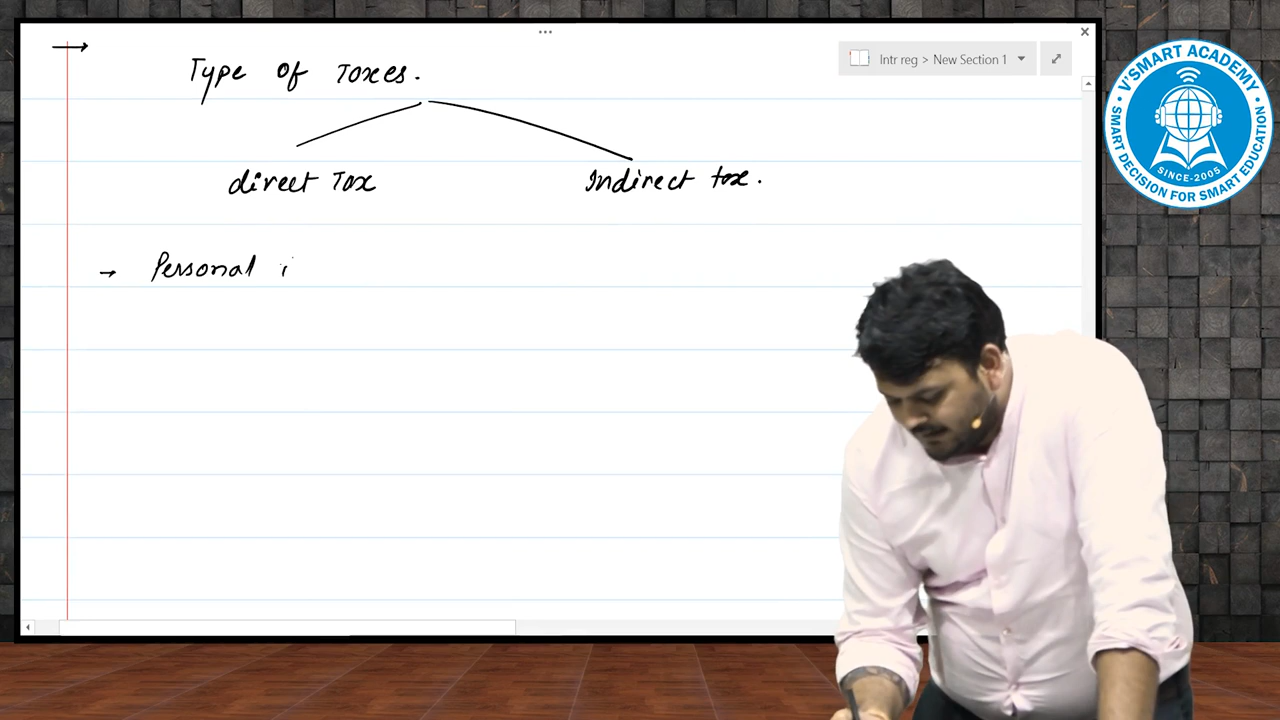 → Type of Taxes.
Intr reg > New Section 1
direct Tax
Indirect tax.
→ Personal i
V'SMART ACADEMY
SINCE-2005
SMART DECISION FOR SMART EDUCATION